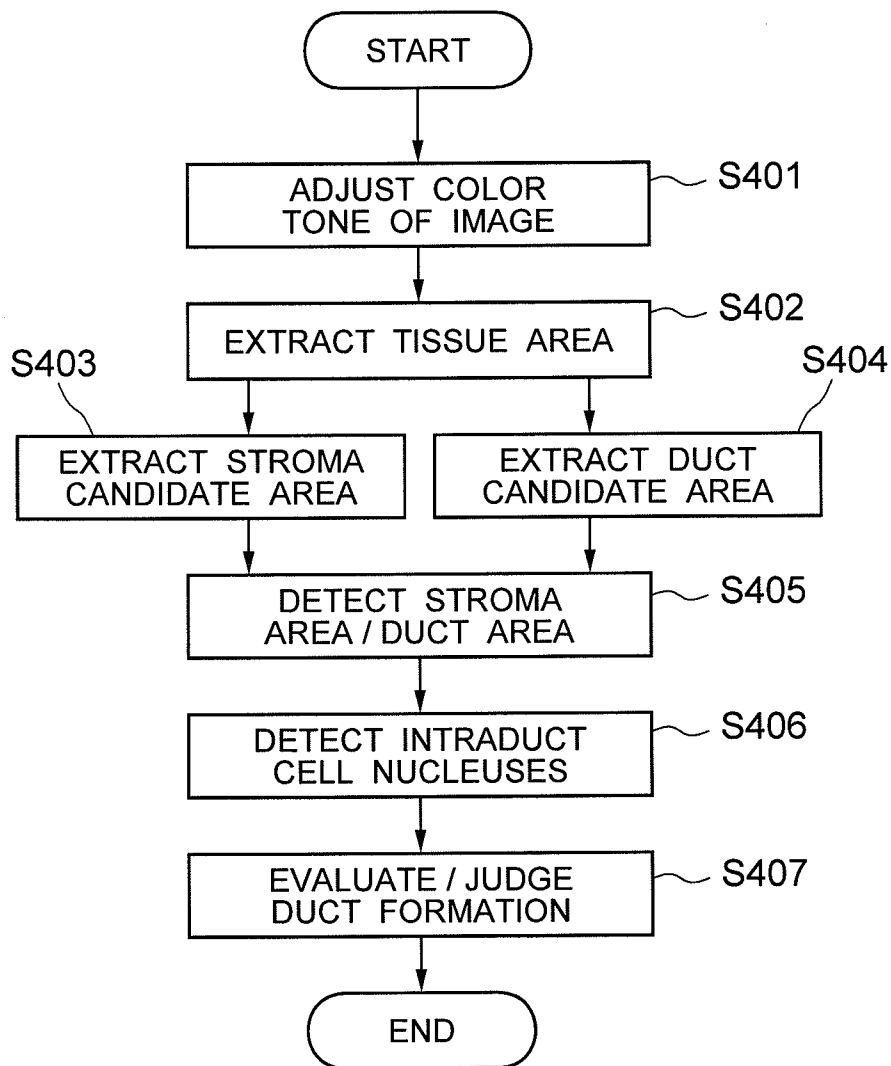 START
ADJUST COLOR
TONE OF IMAGE
S401
EXTRACT TISSUE AREA
S402
S403
S404
EXTRACT STROMA
CANDIDATE AREA
EXTRACT DUCT
CANDIDATE AREA
DETECT STROMA
AREA / DUCT AREA
S405
DETECT INTRADUCT
CELL NUCLEUSES
S406
EVALUATE / JUDGE
DUCT FORMATION
S407
END